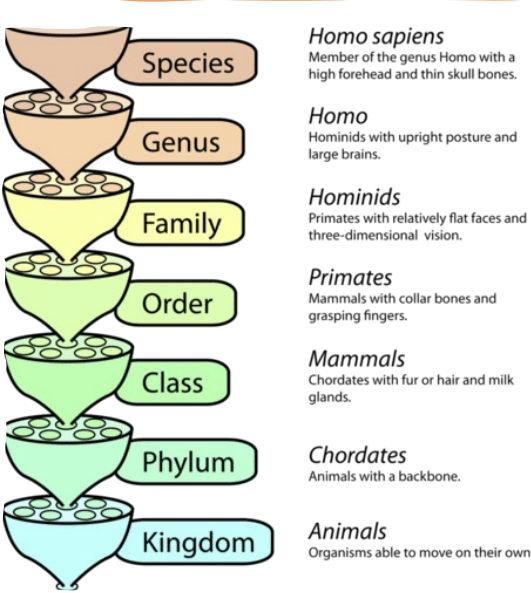 Species
Homo sapiens
Member of the genus Homo with a
high forehead and thin skull bones.
Genus
Homo
Hominids with upright posture and
large brains.
Family
Hominids
Primates with relatively flat faces and
three-dimensional vision.
Order
Primates
Mammals with collar bones and
grasping fingers.
Class
Mammals
Chordates with fur or hair and milk
glands.
Phylum
Chordates
Animals with a backbone.
Kingdom
Animals
Organisms able to move on their own